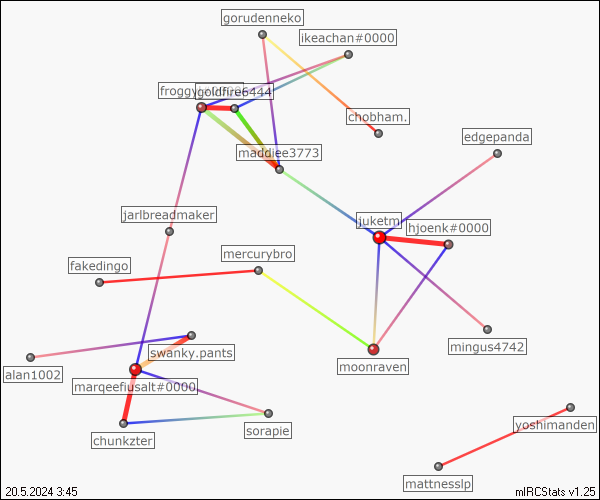 gorudenneko
ikeachan#0000
goldfire6444
chobham.
edgepanda
maddiee3773
jarlbreadmaker
juketm
hjoenk#0000
mercurybro
fakedingo
mingus4742
swanky.pants
moonraven
alan1002
marqeefiusalt#0000
chunkzter
sorapie
yoshimanden
mattnesslp
20.5.2024 3:45
mIRCStats v1.25